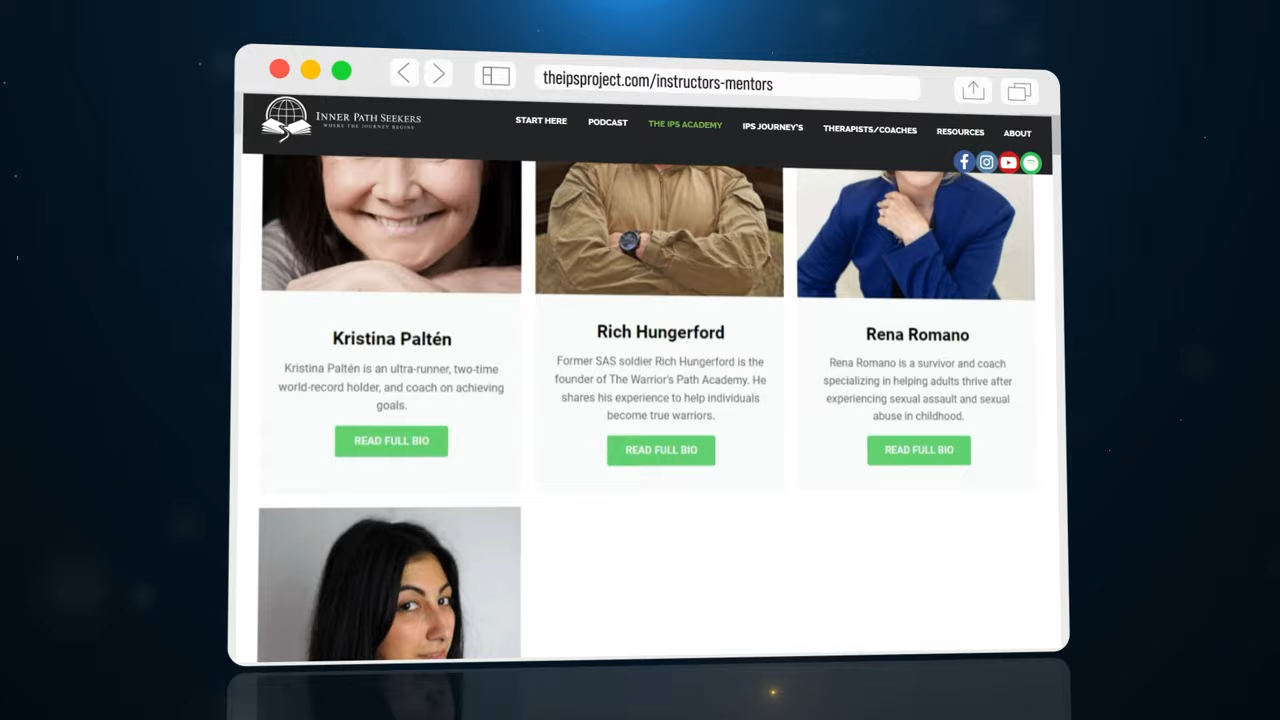 theipsproject.com/instructors-mentors
INNER PATH SEEKERS
WHERE THE JOURNEY BEGINS
START HERE
PODCAST
THE IPS ACADEMY
IPS JOURNEY'S
THERAPISTS/COACHES
RESOURCES
ABOUT
Kristina Paltén
Kristina Paltén is an ultra-runner, two-time
world-record holder, and coach on achieving
goals.
READ FULL BIO
Rich Hungerford
Former SAS soldier Rich Hungerford is the
founder of The Warrior's Path Academy. He
shares his experience to help individuals
become true warriors.
READ FULL BIO
Rena Romano
Rena Romano is a survivor and coach
specializing in helping adults thrive after
experiencing sexual assault and sexual
abuse in childhood.
READ FULL BIO